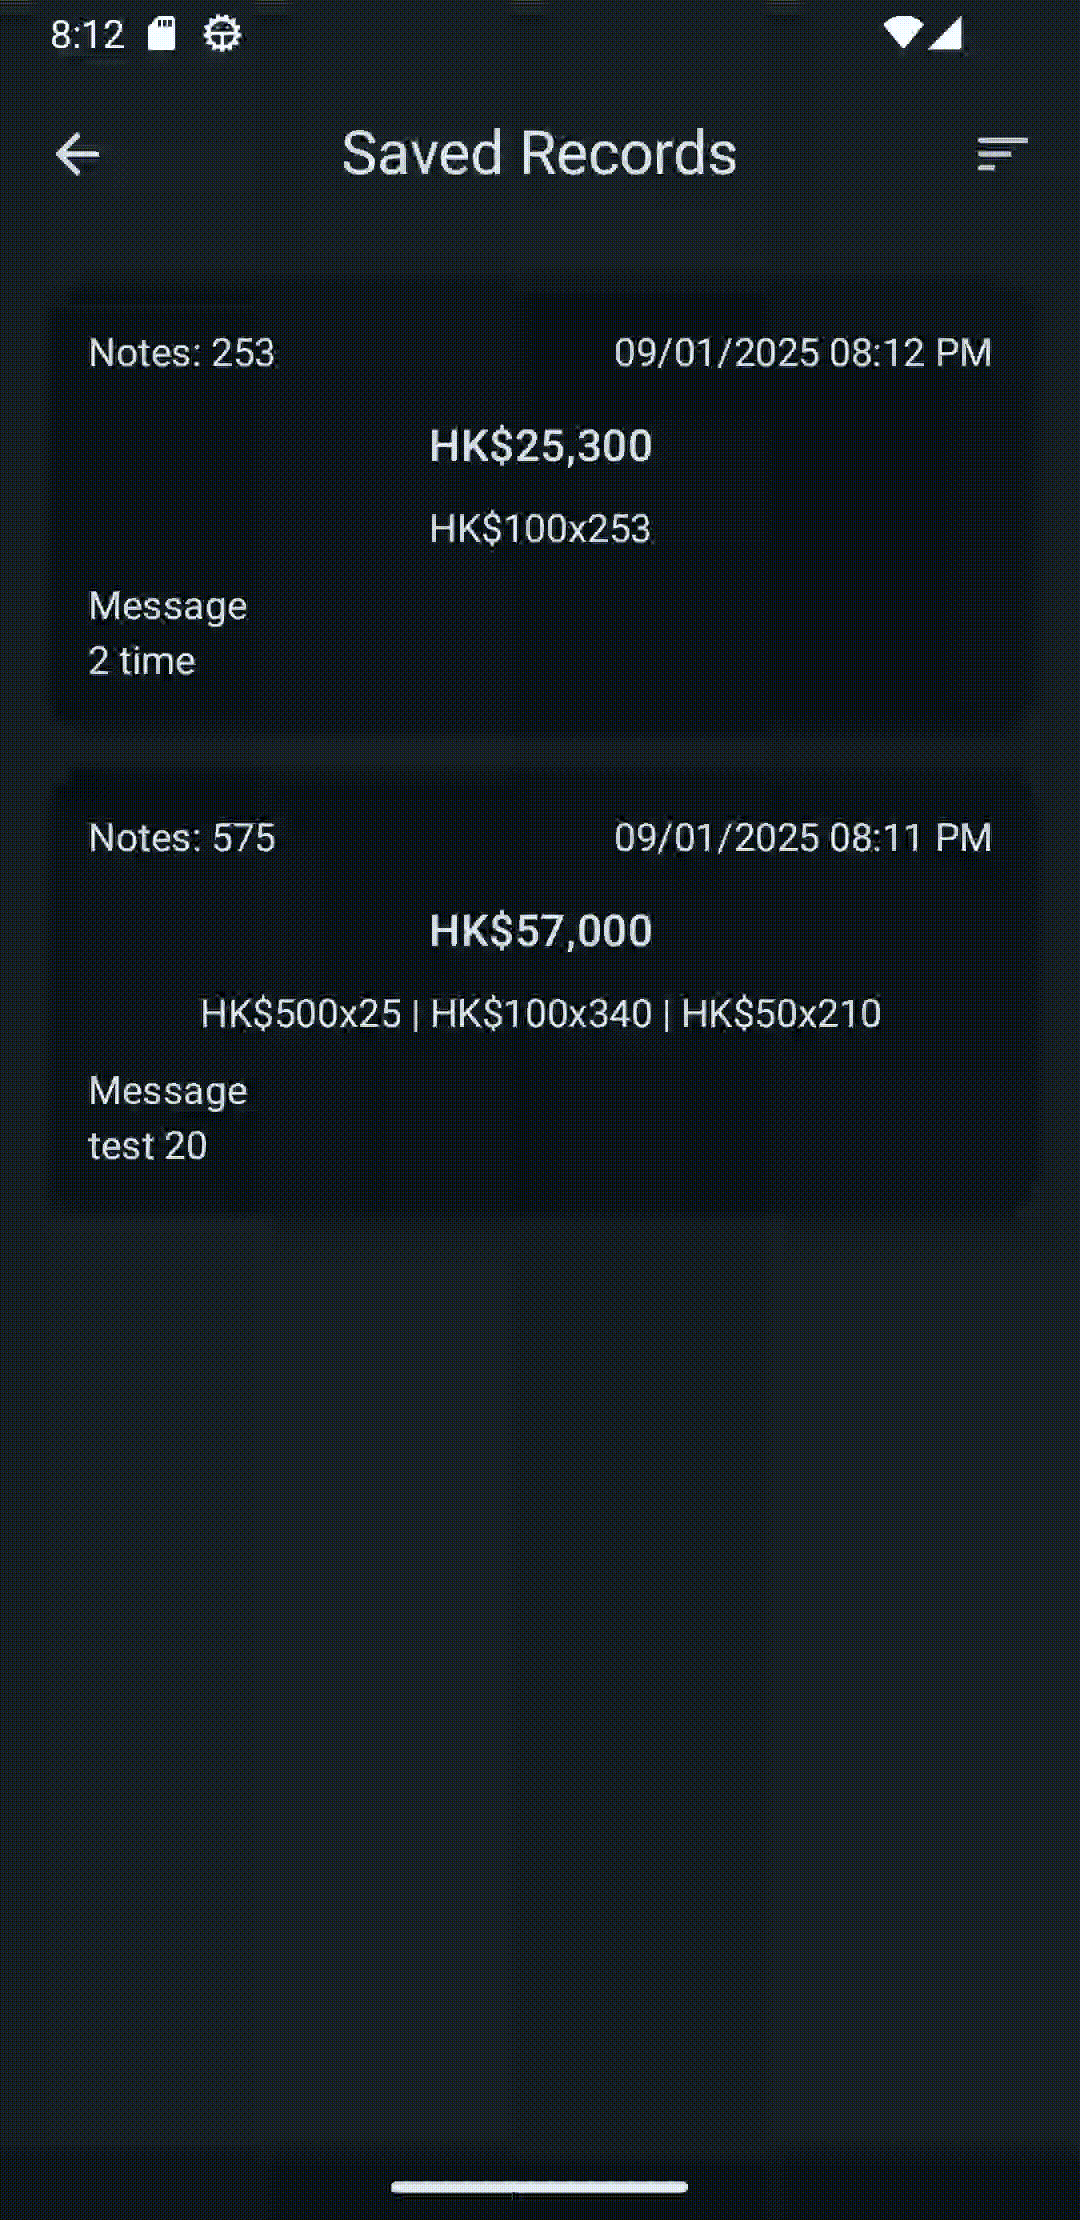 8:12
Saved Records
Notes: 253 09/01/2025 08:12 PM
HK$25,300
HK$100x253
Message
2 time
Notes: 575 09/01/2025 08:11 PM
HK$57,000
HK$500x25 | HK$100x340 | HK$50x210
Message
test 20